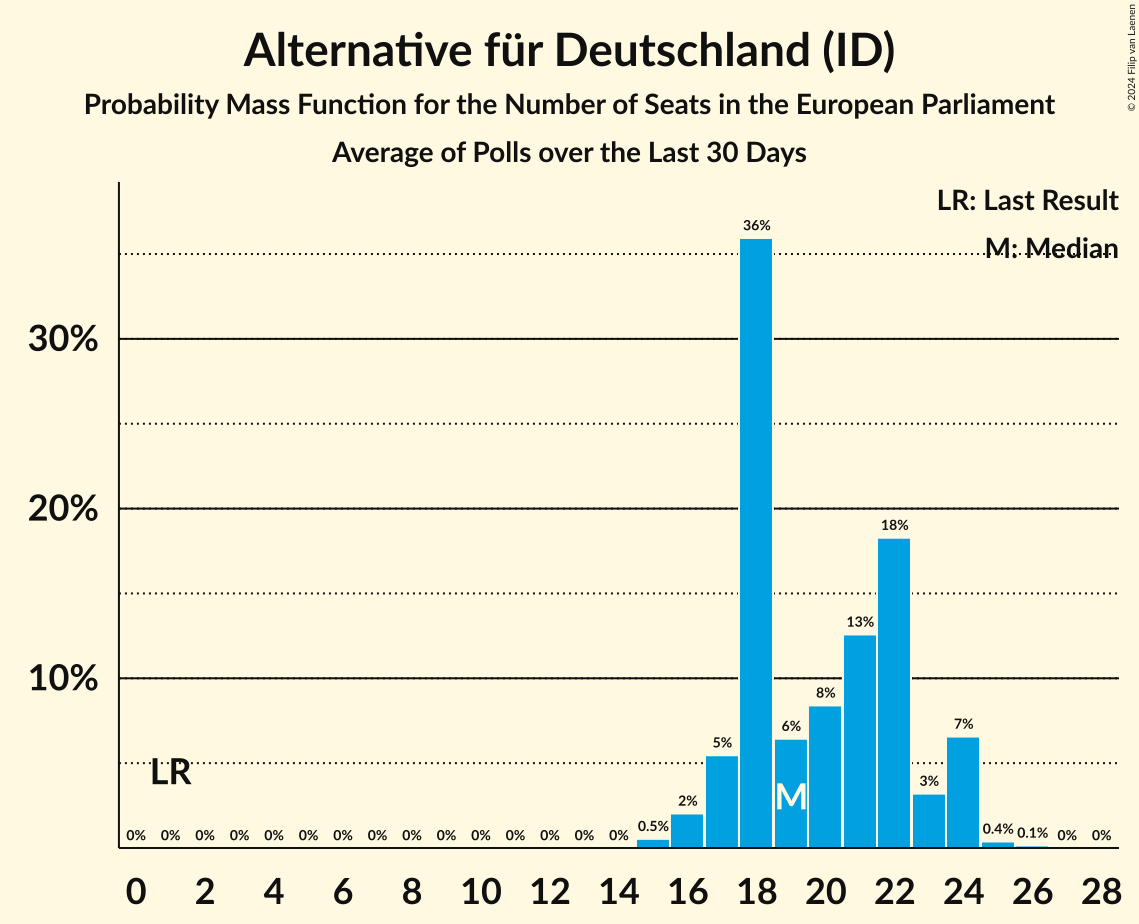 Alternative für Deutschland (ID)
Probability Mass Function for the Number of Seats in the European Parliament
Average of Polls over the Last 30 Days
© 2024 Filip van Laenen
LR: Last Result
M: Median
30%
20%
10%
36%
18%
13%
8%
7%
6%
5%
3%
2%
LR
M
0% 0% 0% 0% 0% 0% 0% 0% 0% 0% 0% 0% 0% 0% 0% 0.5% 0.4% 0.1% 0% 0%
0 2 4 6 8 10 12 14 16 18 20 22 24 26 28